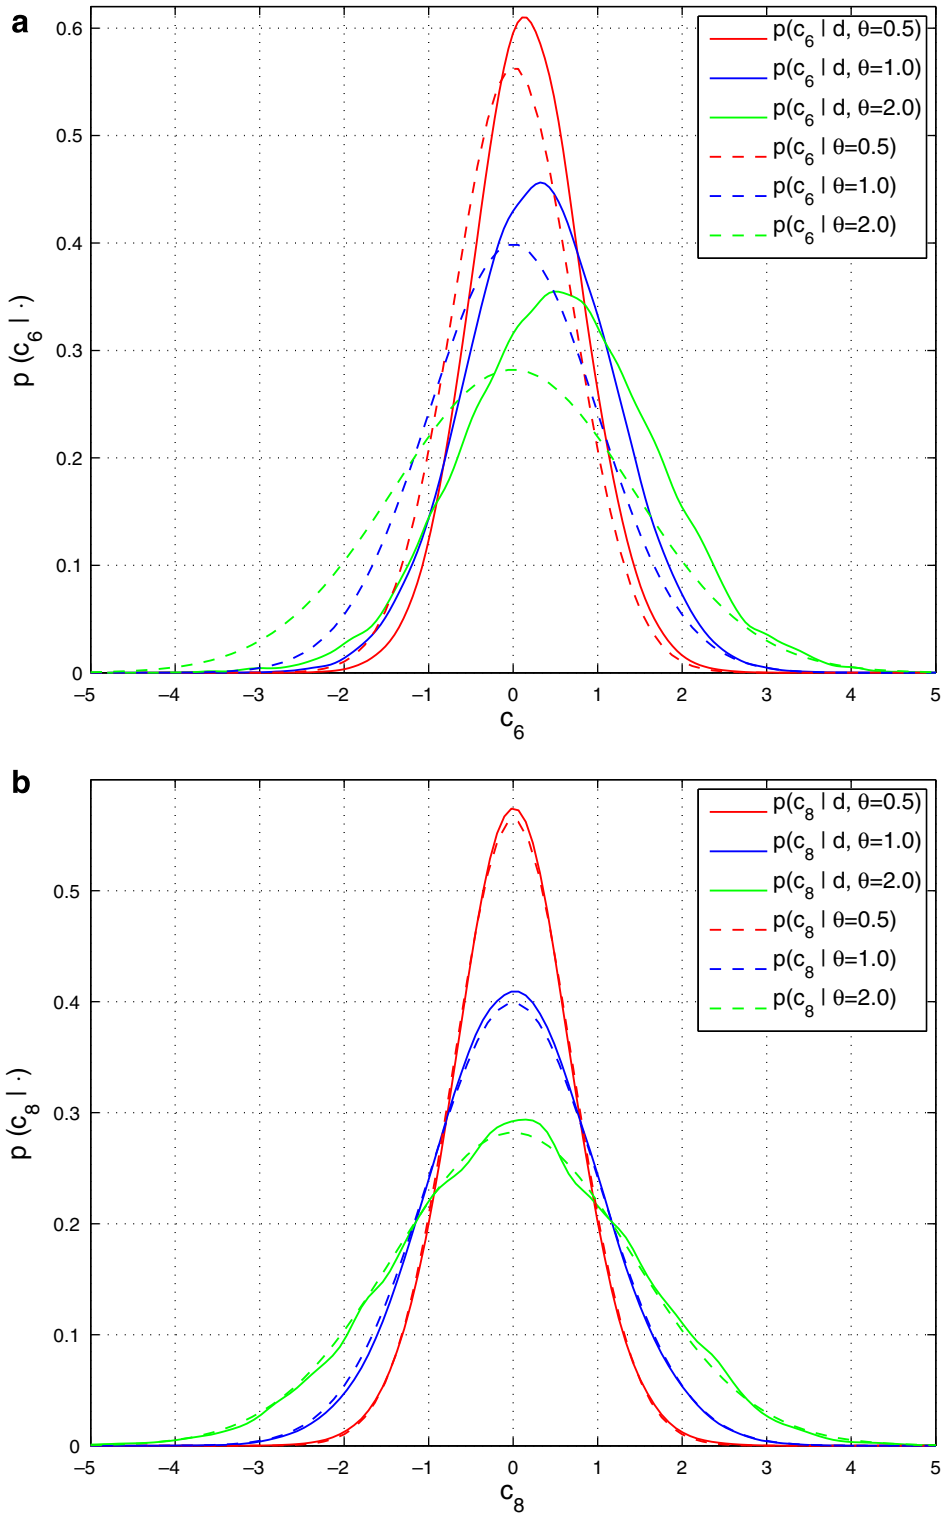 a
p(c6 | d, θ=0.5)
p(c6 | d, θ=1.0)
p(c6 | d, θ=2.0)
p(c6 | θ=0.5)
p(c6 | θ=1.0)
p(c6 | θ=2.0)
0.6
0.5
0.4
0.3
0.2
0.1
0
p (c6 | ·)
−5 −4 −3 −2 −1 0 1 2 3 4 5
c6
b
p(c8 | d, θ=0.5)
p(c8 | d, θ=1.0)
p(c8 | d, θ=2.0)
p(c8 | θ=0.5)
p(c8 | θ=1.0)
p(c8 | θ=2.0)
0.5
0.4
0.3
0.2
0.1
0
p (c8 | ·)
−5 −4 −3 −2 −1 0 1 2 3 4 5
c8